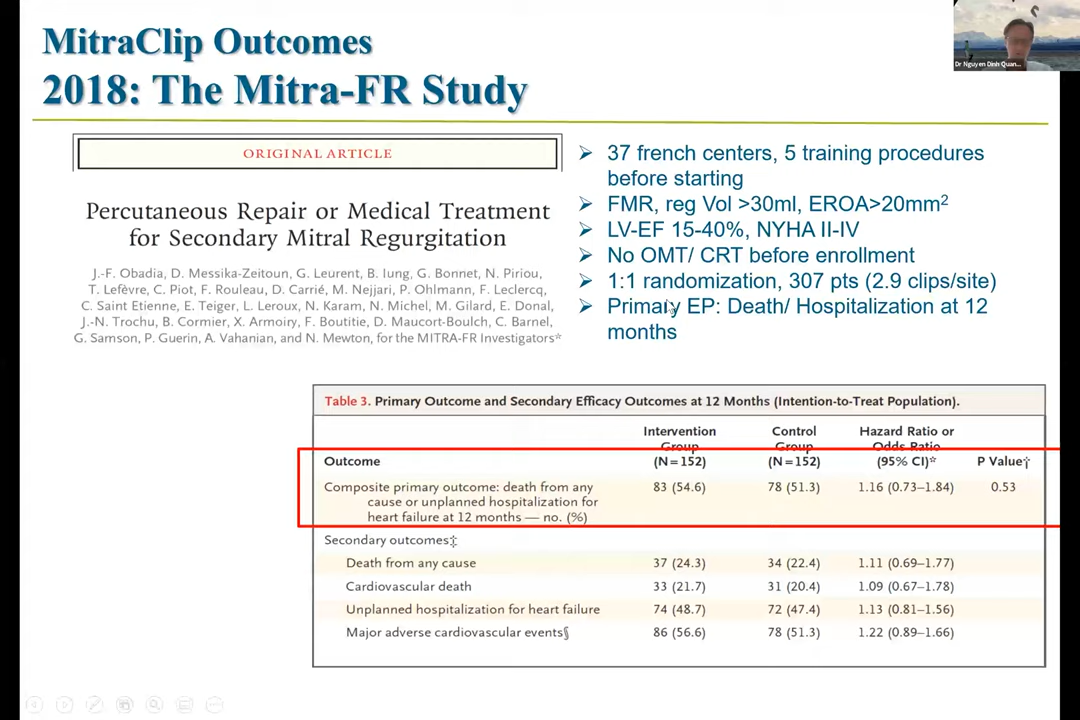 MitraClip Outcomes
2018: The Mitra-FR Study
Dr Nguyen Dinh Quan...
ORIGINAL ARTICLE
Percutaneous Repair or Medical Treatment
for Secondary Mitral Regurgitation
J.-F. Obadia, D. Messika-Zeitoun, G. Leurent, B. Iung, G. Bonnet, N. Piriou,
T. Lefèvre, C. Piot, F. Rouleau, D. Carrié, M. Nejjari, P. Ohlmann, F. Leclercq,
C. Saint Etienne, E. Teiger, L. Leroux, N. Karam, N. Michel, M. Gilard, E. Donal,
J.-N. Trochu, B. Cormier, X. Armoiry, F. Boutitie, D. Maucort-Boulch, C. Barnel,
G. Samson, P. Guerin, A. Vahanian, and N. Mewton, for the MITRA-FR Investigators*
➢ 37 french centers, 5 training procedures
before starting
➢ FMR, reg Vol >30ml, EROA>20mm²
➢ LV-EF 15-40%, NYHA II-IV
➢ No OMT/ CRT before enrollment
➢ 1:1 randomization, 307 pts (2.9 clips/site)
➢ Primary EP: Death/ Hospitalization at 12
months
Table 3. Primary Outcome and Secondary Efficacy Outcomes at 12 Months (Intention-to-Treat Population).
Intervention Control Hazard Ratio or
Group Group Odds Ratio
Outcome (N=152) (N=152) (95% CI)* P Value†
Composite primary outcome: death from any 83 (54.6) 78 (51.3) 1.16 (0.73–1.84) 0.53
cause or unplanned hospitalization for
heart failure at 12 months — no. (%)
Secondary outcomes‡
Death from any cause 37 (24.3) 34 (22.4) 1.11 (0.69–1.77)
Cardiovascular death 33 (21.7) 31 (20.4) 1.09 (0.67–1.78)
Unplanned hospitalization for heart failure 74 (48.7) 72 (47.4) 1.13 (0.81–1.56)
Major adverse cardiovascular events§ 86 (56.6) 78 (51.3) 1.22 (0.89–1.66)